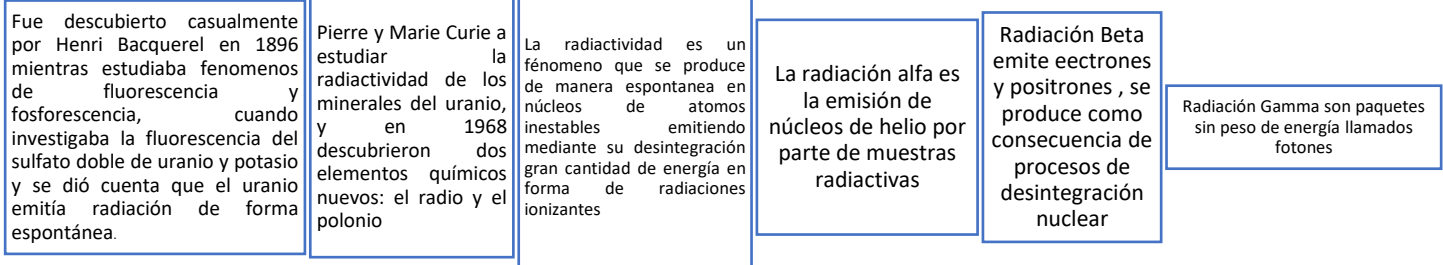 Fue descubierto casualmente
por Henri Bacquerel en 1896
mientras estudiaba fenomenos
de fluorescencia y
fosforescencia, cuando
investigaba la fluorescencia del
sulfato doble de uranio y potasio
y se dió cuenta que el uranio
emitía radiación de forma
espontánea.
Pierre y Marie Curie a
estudiar la
radiactividad de los
minerales del uranio,
y en 1968
descubrieron dos
elementos químicos
nuevos: el radio y el
polonio
La radiactividad es un
fénomeno que se produce
de manera espontana en
núcleos de atomos
inestables emitiendo
mediante su desintegración
gran cantidad de energía en
forma de radiaciones
ionizantes
La radiación alfa es
la emisión de
núcleos de helio por
parte de muestras
radiactivas
Radiación Beta
emite eectrones
y positrones , se
produce como
consecuencia de
procesos de
desintegración
nuclear
Radiación Gamma son paquetes
sin peso de energía llamados
fotones